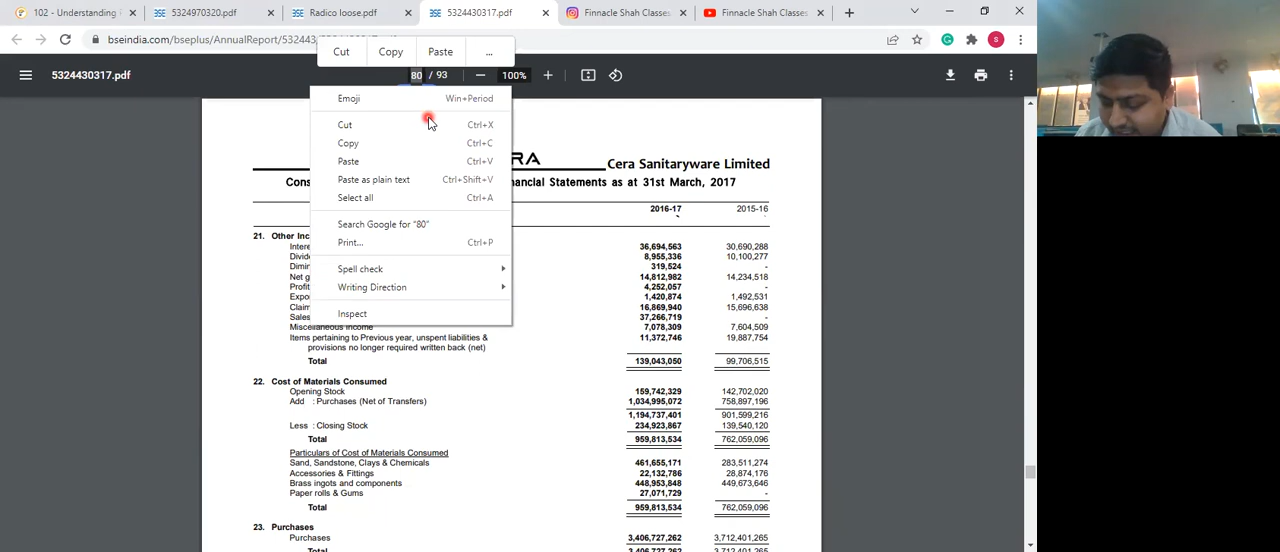 102 - Understanding F
5324970320.pdf
Radico loose.pdf
5324430317.pdf
Finnacle Shah Classes
Finnacle Shah Classes
bseindia.com/bseplus/AnnualReport/532443
S
Cut Copy Paste ...
5324430317.pdf
80 / 93
100%
Emoji Win+Period
Cut Ctrl+X
Copy Ctrl+C
Paste Ctrl+V
Paste as plain text Ctrl+Shift+V
Select all Ctrl+A
Search Google for "80"
Print... Ctrl+P
Spell check
Writing Direction
Inspect
RA Cera Sanitaryware Limited
Cons nancial Statements as at 31st March, 2017
2016-17 2015-16
21. Other Inc
Intere 36,694,563 30,690,288
Divide 8,955,336 10,100,277
Dimin 319,524 -
Net g 14,812,982 14,234,518
Profit 4,252,057 -
Expo 1,420,874 1,492,531
Claim 16,869,940 15,696,638
Sales 37,266,719 -
Miscellaneous Income 7,078,309 7,604,509
Items pertaining to Previous year, unspent liabilities & 11,372,746 19,887,754
provisions no longer required written back (net)
Total 139,043,050 99,706,515
22. Cost of Materials Consumed
Opening Stock 159,742,329 142,702,020
Add : Purchases (Net of Transfers) 1,034,995,072 758,897,196
1,194,737,401 901,599,216
Less : Closing Stock 234,923,867 139,540,120
Total 959,813,534 762,059,096
Particulars of Cost of Materials Consumed
Sand, Sandstone, Clays & Chemicals 461,655,171 283,511,274
Accessories & Fittings 22,132,786 28,874,176
Brass ingots and components 448,953,848 449,673,646
Paper rolls & Gums 27,071,729 -
Total 959,813,534 762,059,096
23. Purchases
Purchases 3,406,727,262 3,712,401,265